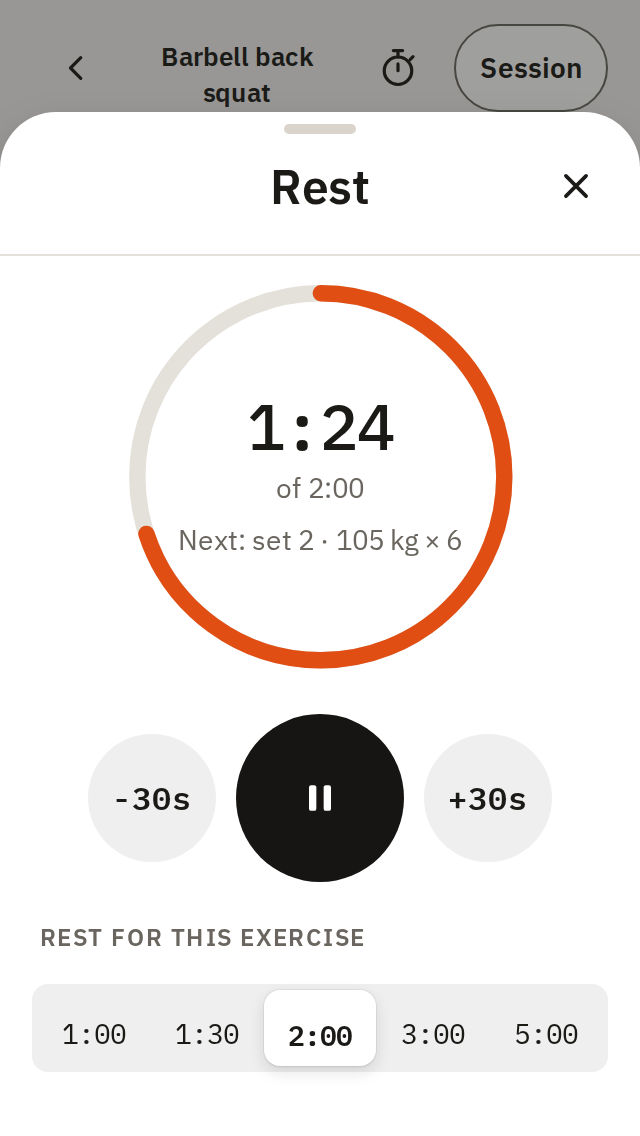 Barbell back
squat
Session
Rest
1:24
of 2:00
Next: set 2 · 105 kg × 6
-30s
+30s
REST FOR THIS EXERCISE
1:00 1:30 2:00 3:00 5:00